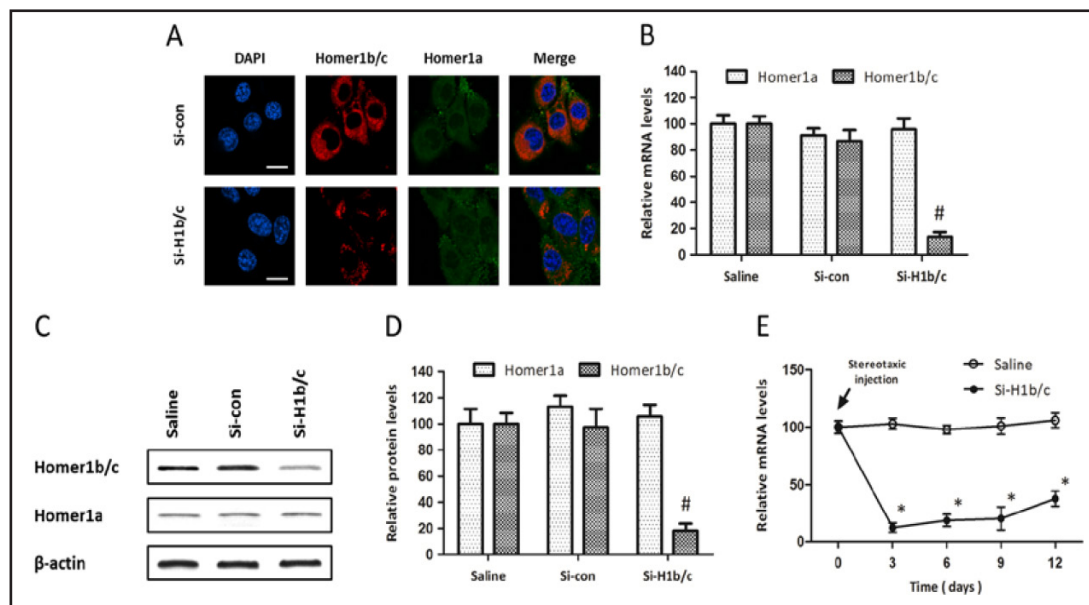 A
DAPI Homer1b/c Homer1a Merge
Si-con
Si-H1b/c
B
Homer1a Homer1b/c
Relative mRNA levels
140
120
100
80
60
40
20
0
#
Saline Si-con Si-H1b/c
C
Saline Si-con Si-H1b/c
Homer1b/c
Homer1a
β-actin
D
Homer1a Homer1b/c
Relative protein levels
140
120
100
80
60
40
20
0
#
Saline Si-con Si-H1b/c
E
Saline
Si-H1b/c
Stereotaxic
injection
Relative mRNA levels
150
100
50
0
* * * *
0 3 6 9 12
Time ( days )